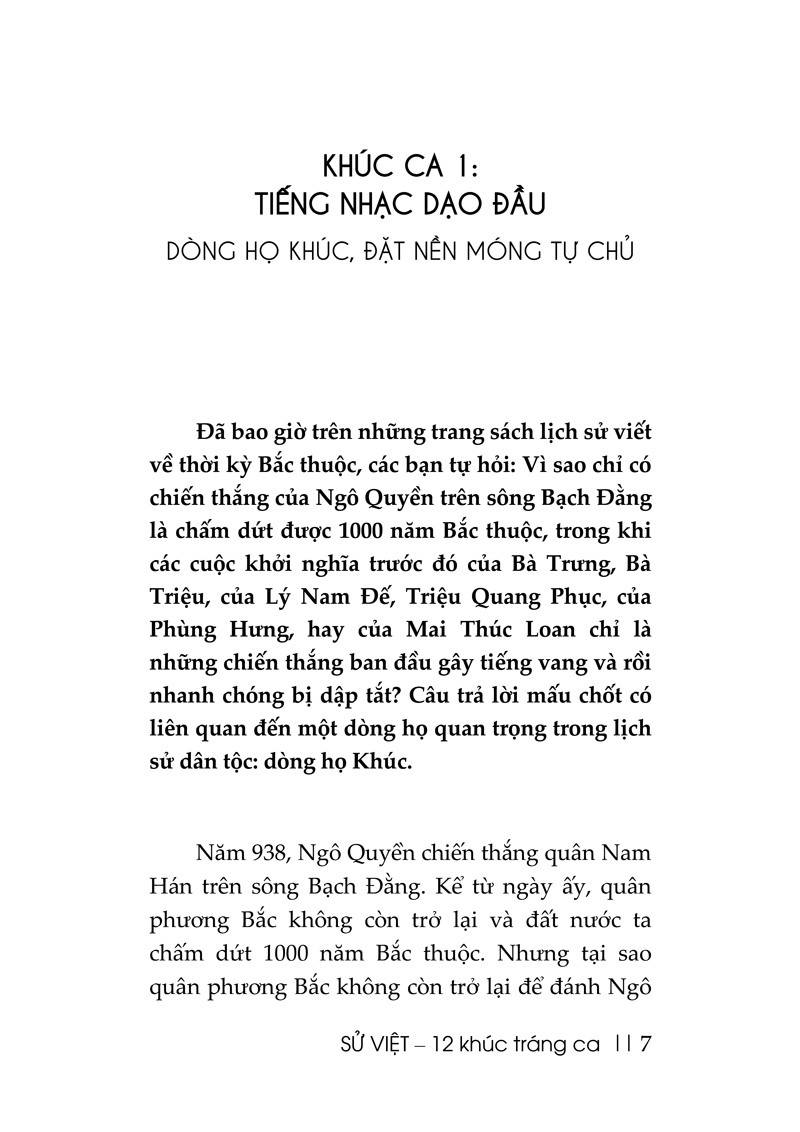 KHÚC CA 1:
TIẾNG NHẠC DẠO ĐẦU
DÒNG HỌ KHÚC, ĐẶT NỀN MÓNG TỰ CHỦ
Đã bao giờ trên những trang sách lịch sử viết
về thời kỳ Bắc thuộc, các bạn tự hỏi: Vì sao chỉ có
chiến thắng của Ngô Quyền trên sông Bạch Đằng
là chấm dứt được 1000 năm Bắc thuộc, trong khi
các cuộc khởi nghĩa trước đó của Bà Trưng, Bà
Triệu, của Lý Nam Đế, Triệu Quang Phục, của
Phùng Hưng, hay của Mai Thúc Loan chỉ là
những chiến thắng ban đầu gây tiếng vang và rồi
nhanh chóng bị dập tắt? Câu trả lời mấu chốt có
liên quan đến một dòng họ quan trọng trong lịch
sử dân tộc: dòng họ Khúc.
Năm 938, Ngô Quyền chiến thắng quân Nam
Hán trên sông Bạch Đằng. Kể từ ngày ấy, quân
phương Bắc không còn trở lại và đất nước ta
chấm dứt 1000 năm Bắc thuộc. Nhưng tại sao
quân phương Bắc không còn trở lại để đánh Ngô
SỬ VIỆT – 12 khúc tráng ca || 7